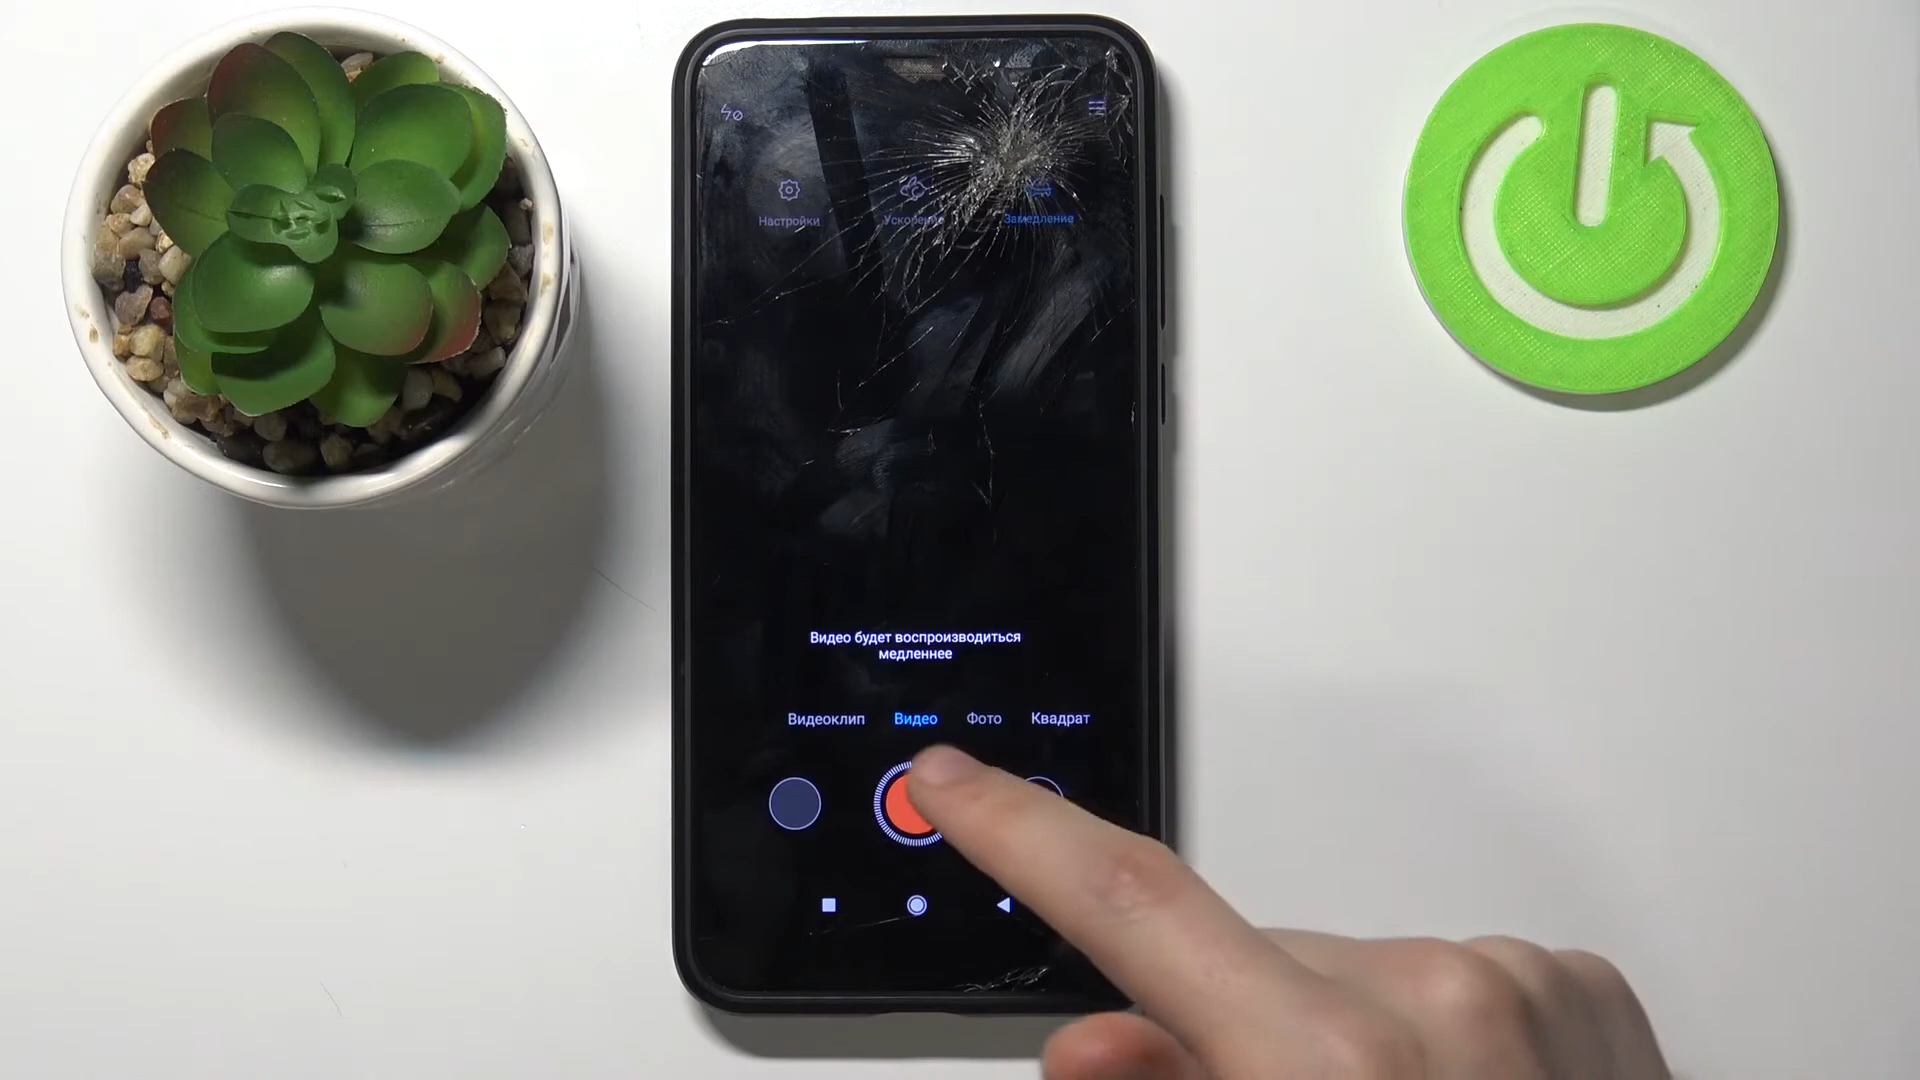 Настройки
Ускорение
Замедление
Видео будет воспроизводиться
медленнее
Видеоклип
Видео
Фото
Квадрат